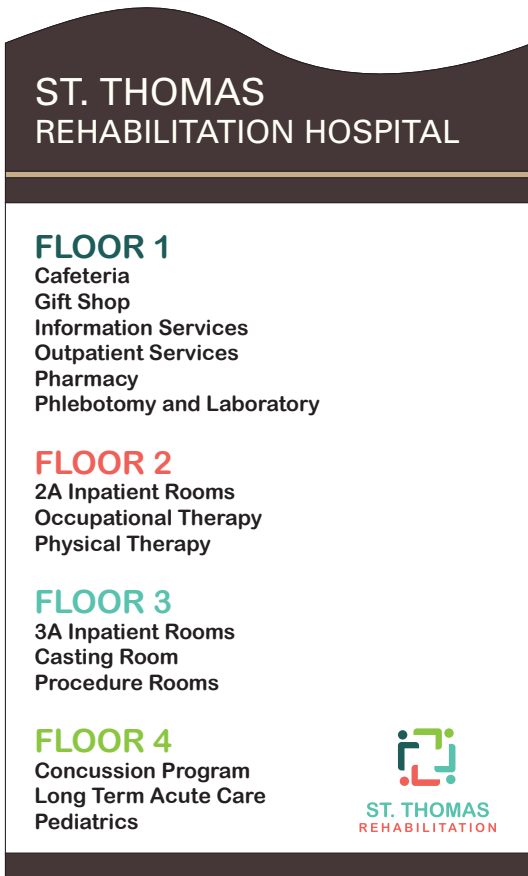 ST. THOMAS
REHABILITATION HOSPITAL
FLOOR 1
Cafeteria
Gift Shop
Information Services
Outpatient Services
Pharmacy
Phlebotomy and Laboratory
FLOOR 2
2A Inpatient Rooms
Occupational Therapy
Physical Therapy
FLOOR 3
3A Inpatient Rooms
Casting Room
Procedure Rooms
FLOOR 4
Concussion Program
Long Term Acute Care
Pediatrics
ST. THOMAS
REHABILITATION